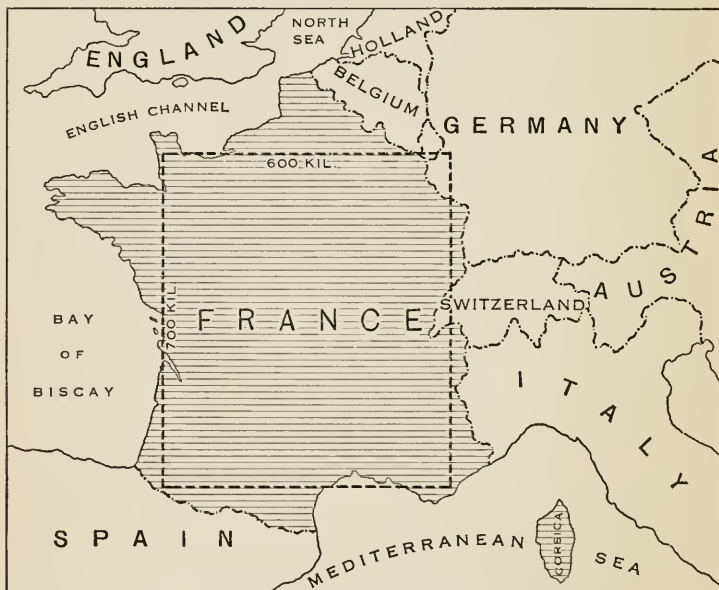 NORTH
SEA
HOLLAND
ENGLAND
BELGIUM
ENGLISH CHANNEL
GERMANY
600 KIL.
AUSTRIA
SWITZERLAND
700 KIL
FRANCE
BAY
OF
BISCAY
ITALY
SPAIN
MEDITERRANEAN SEA
CORSICA